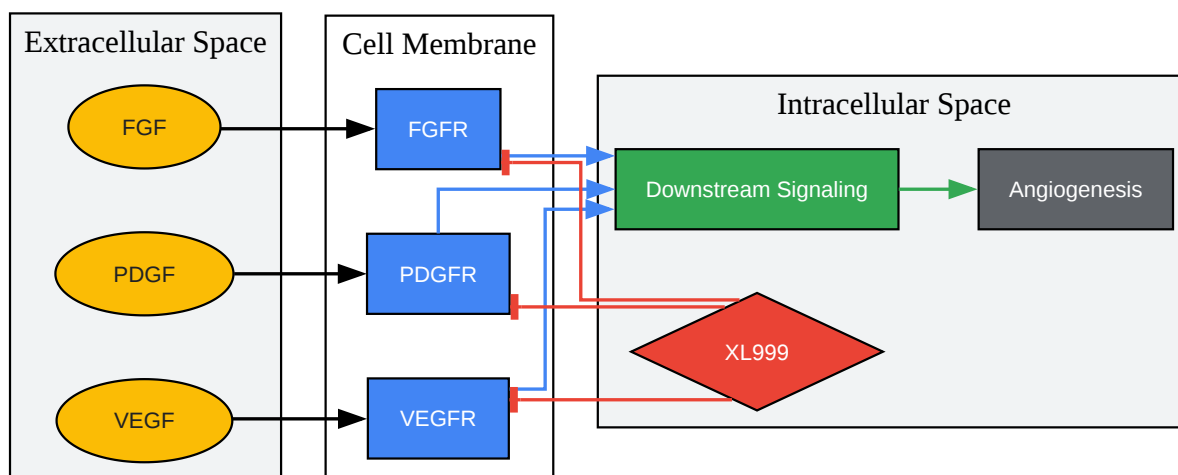 Extracellular Space
Cell Membrane
Intracellular Space
FGF
FGFR
Downstream Signaling
Angiogenesis
PDGF
PDGFR
XL999
VEGF
VEGFR